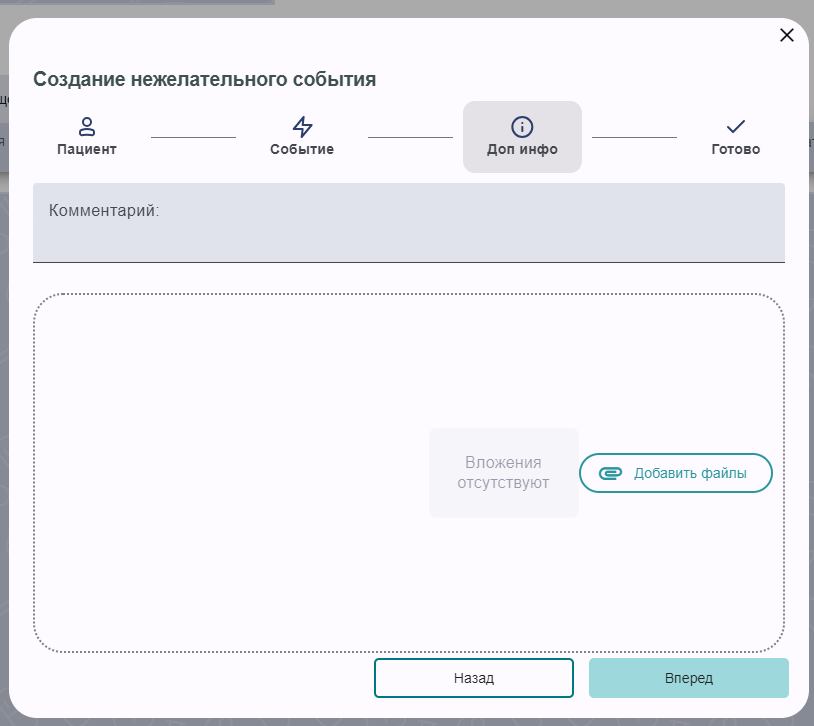 Создание нежелательного события
Пациент
Событие
Доп инфо
Готово
Комментарий:
Вложения
отсутствуют
Добавить файлы
Назад
Вперед